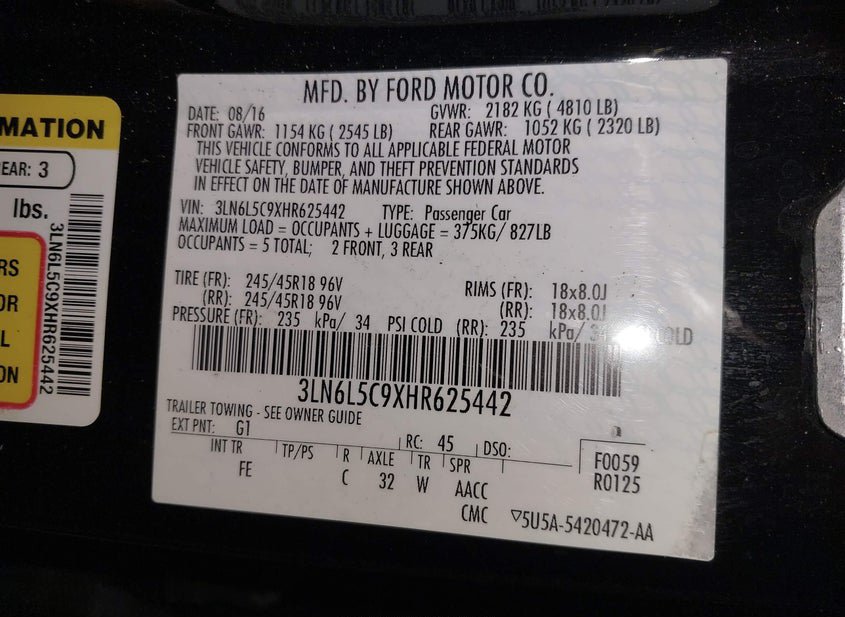 MATION
EAR: 3
lbs.
3LN6L5C9XHR625442
RS
OR
L
ON
MFD. BY FORD MOTOR CO.
DATE: 08/16 GVWR: 2182 KG ( 4810 LB)
FRONT GAWR: 1154 KG ( 2545 LB) REAR GAWR: 1052 KG ( 2320 LB)
THIS VEHICLE CONFORMS TO ALL APPLICABLE FEDERAL MOTOR
VEHICLE SAFETY, BUMPER, AND THEFT PREVENTION STANDARDS
IN EFFECT ON THE DATE OF MANUFACTURE SHOWN ABOVE.
VIN: 3LN6L5C9XHR625442 TYPE: Passenger Car
MAXIMUM LOAD = OCCUPANTS + LUGGAGE = 375KG/ 827LB
OCCUPANTS = 5 TOTAL; 2 FRONT, 3 REAR
TIRE (FR): 245/45R18 96V RIMS (FR): 18x8.0J
(RR): 245/45R18 96V (RR): 18x8.0J
PRESSURE (FR): 235 kPa/ 34 PSI COLD (RR): 235 kPa/ 34 COLD
3LN6L5C9XHR625442
TRAILER TOWING - SEE OWNER GUIDE
EXT PNT: G1 RC: 45 DSO:
INT TR TP/PS R AXLE TR SPR F0059
FE C 32 W AACC R0125
CMC ▽5U5A-5420472-AA